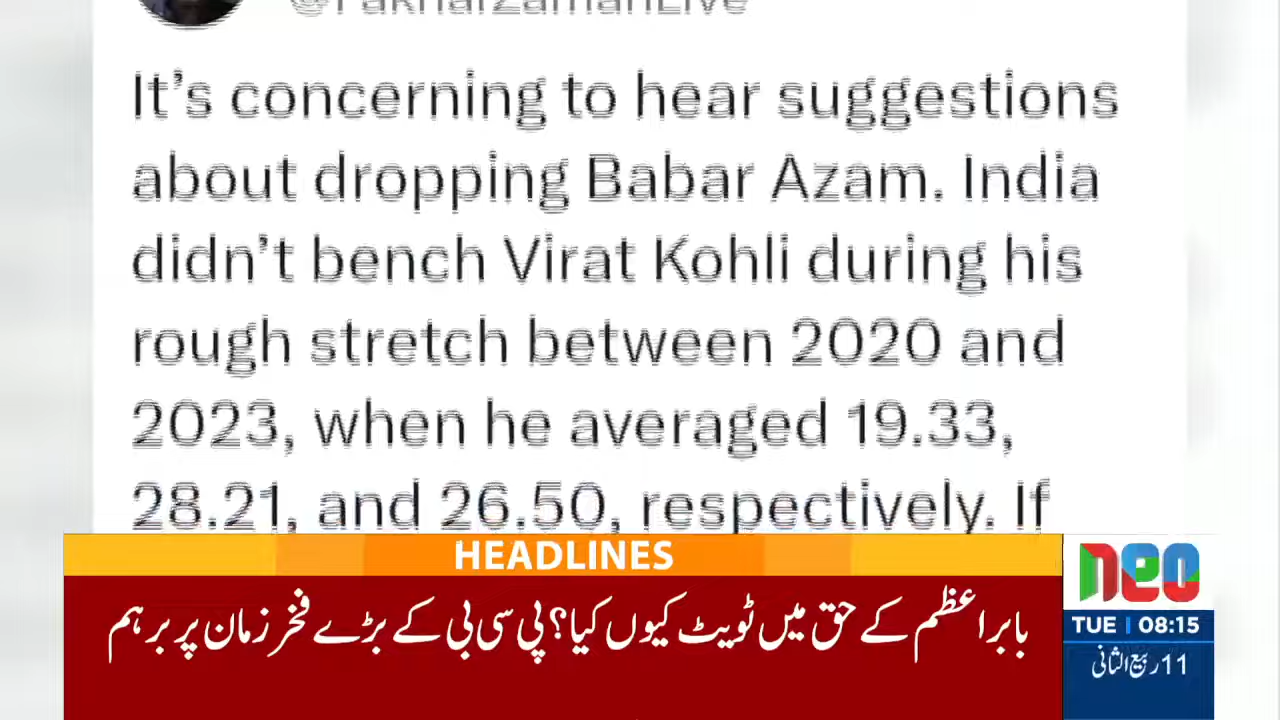 @FakharZamanLive
It’s concerning to hear suggestions
about dropping Babar Azam. India
didn’t bench Virat Kohli during his
rough stretch between 2020 and
2023, when he averaged 19.33,
28.21, and 26.50, respectively. If
HEADLINES
بابراعظم کے حق میں ٹویٹ کیوں کیا؟ پی سی بی کے بڑے فخر زمان پر برہم
neo
TUE | 08:15
11 ربیع الثانی